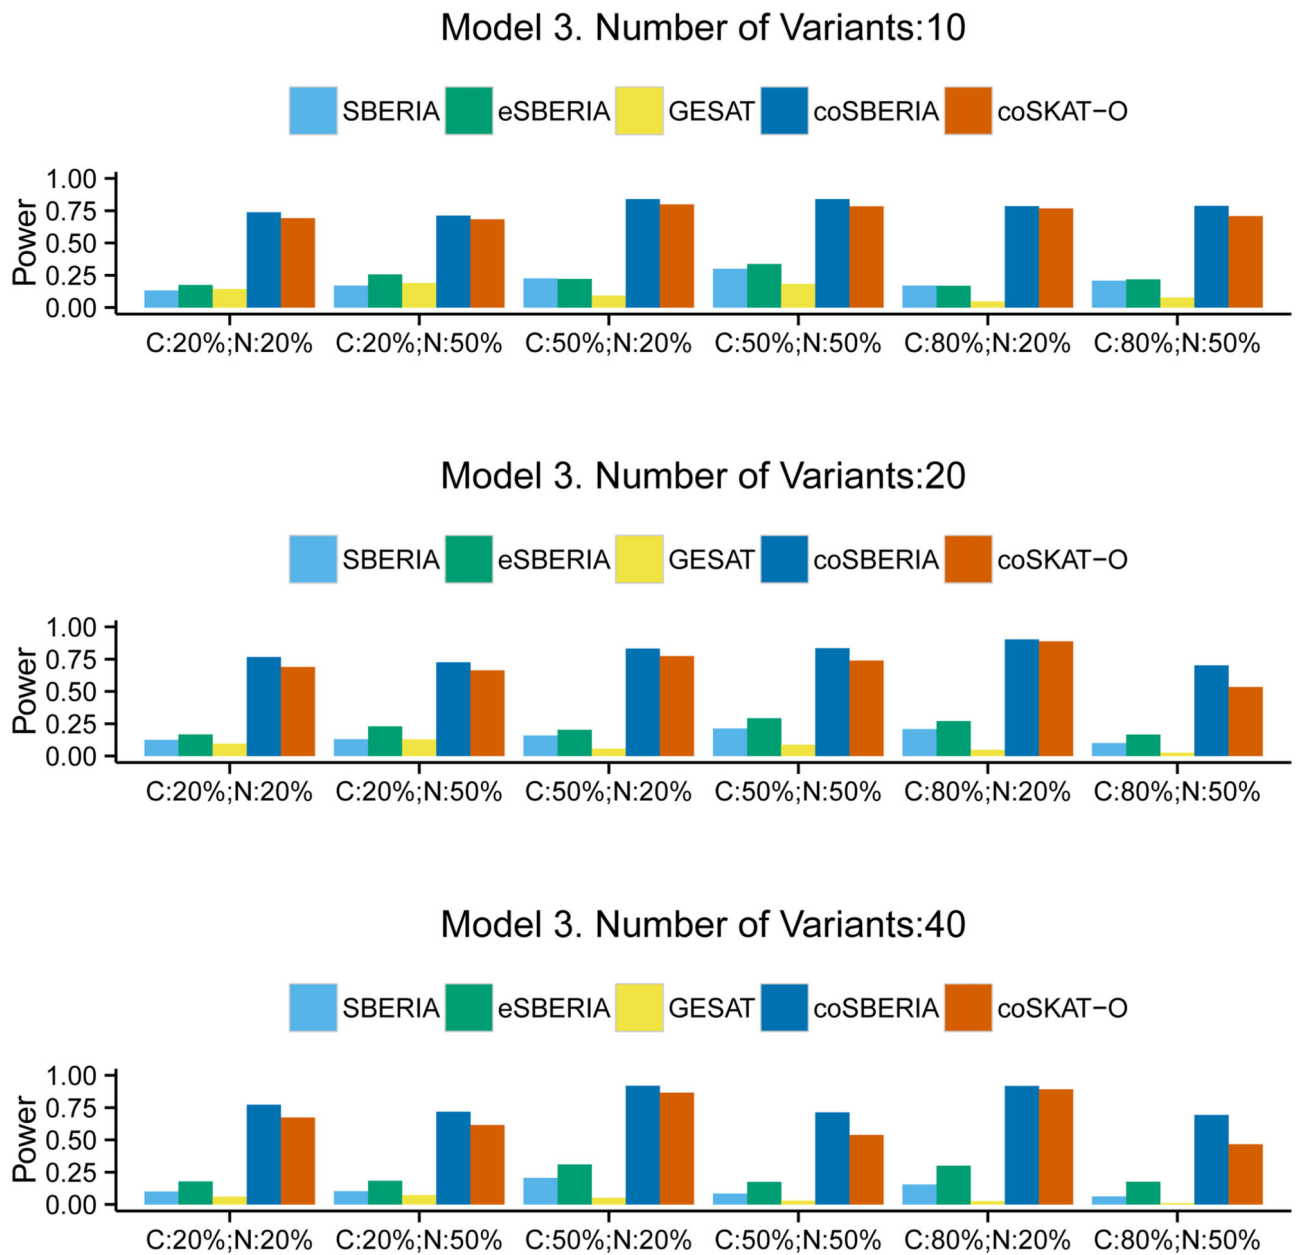 Model 3. Number of Variants:10
SBERIA eSBERIA GESAT coSBERIA coSKAT−O
Power
1.00
0.75
0.50
0.25
0.00
C:20%;N:20% C:20%;N:50% C:50%;N:20% C:50%;N:50% C:80%;N:20% C:80%;N:50%
Model 3. Number of Variants:20
SBERIA eSBERIA GESAT coSBERIA coSKAT−O
Power
1.00
0.75
0.50
0.25
0.00
C:20%;N:20% C:20%;N:50% C:50%;N:20% C:50%;N:50% C:80%;N:20% C:80%;N:50%
Model 3. Number of Variants:40
SBERIA eSBERIA GESAT coSBERIA coSKAT−O
Power
1.00
0.75
0.50
0.25
0.00
C:20%;N:20% C:20%;N:50% C:50%;N:20% C:50%;N:50% C:80%;N:20% C:80%;N:50%